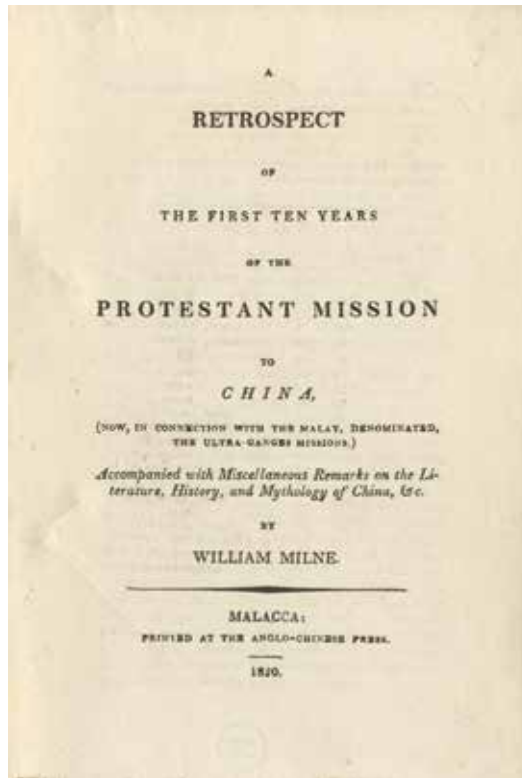 A
RETROSPECT
OF
THE FIRST TEN YEARS
OF THE
PROTESTANT MISSION
TO
CHINA,
(NOW, IN CONNECTION WITH THE MALAY, DENOMINATED,
THE ULTRA-GANGES MISSIONS.)
Accompanied with Miscellaneous Remarks on the Li-
terature, History, and Mythology of China, &c.
BY
WILLIAM MILNE.
MALACCA:
PRINTED AT THE ANGLO-CHINESE PRESS.
1820.